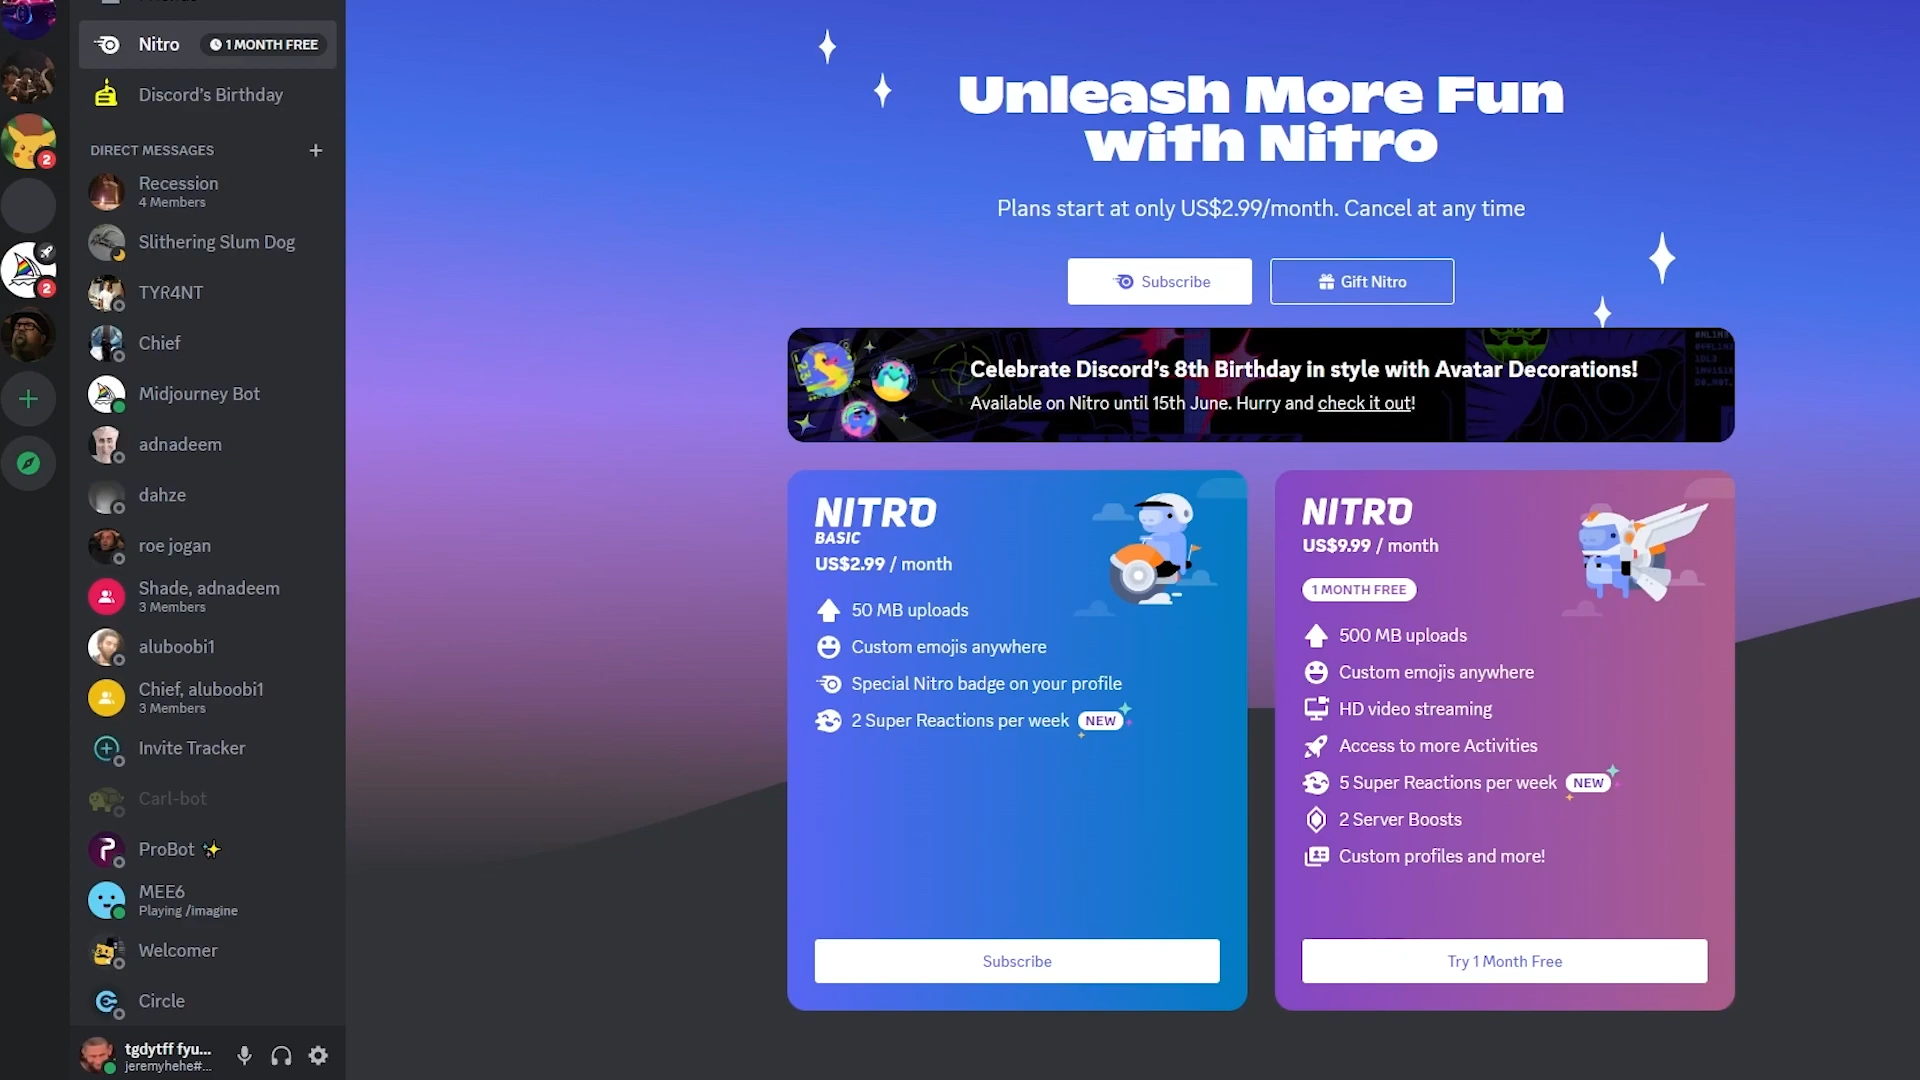 Nitro
1 MONTH FREE
Discord's Birthday
DIRECT MESSAGES
Recession
4 Members
Slithering Slum Dog
TYR4NT
Chief
Midjourney Bot
adnadeem
dahze
roe jogan
Shade, adnadeem
3 Members
aluboobi1
Chief, aluboobi1
3 Members
Invite Tracker
Carl-bot
ProBot ✨
MEE6
Playing /imagine
Welcomer
Circle
tgdytff fyu...
jeremyhehe#...
2
2
Unleash More Fun
with Nitro
Plans start at only US$2.99/month. Cancel at any time
Subscribe
Gift Nitro
Celebrate Discord's 8th Birthday in style with Avatar Decorations!
Available on Nitro until 15th June. Hurry and check it out!
NITRO
BASIC
US$2.99 / month
50 MB uploads
Custom emojis anywhere
Special Nitro badge on your profile
2 Super Reactions per week NEW
Subscribe
NITRO
US$9.99 / month
1 MONTH FREE
500 MB uploads
Custom emojis anywhere
HD video streaming
Access to more Activities
5 Super Reactions per week NEW
2 Server Boosts
Custom profiles and more!
Try 1 Month Free